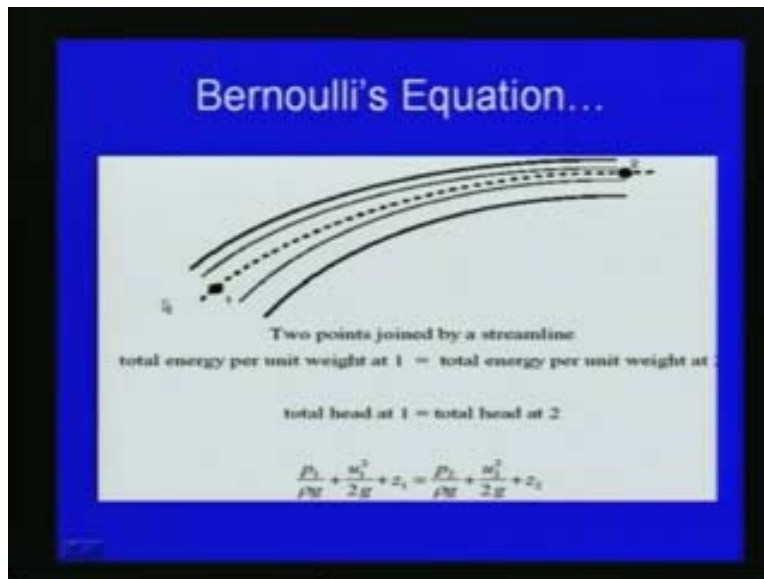 Bernoulli's Equation...
2
1
Two points joined by a streamline
total energy per unit weight at 1 = total energy per unit weight at
total head at 1 = total head at 2
p₁/ρg + u₁²/2g + z₁ = p₂/ρg + u₂²/2g + z₂